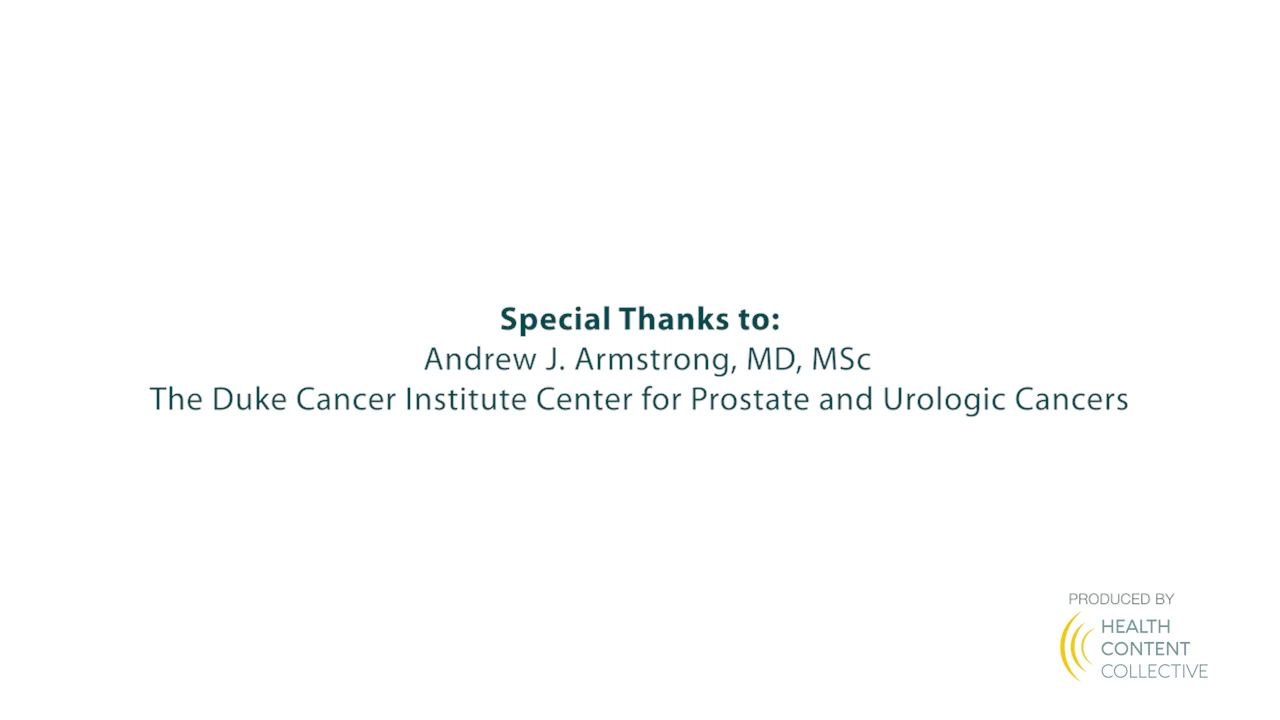 Special Thanks to:
Andrew J. Armstrong, MD, MSc
The Duke Cancer Institute Center for Prostate and Urologic Cancers
PRODUCED BY
HEALTH
CONTENT
COLLECTIVE